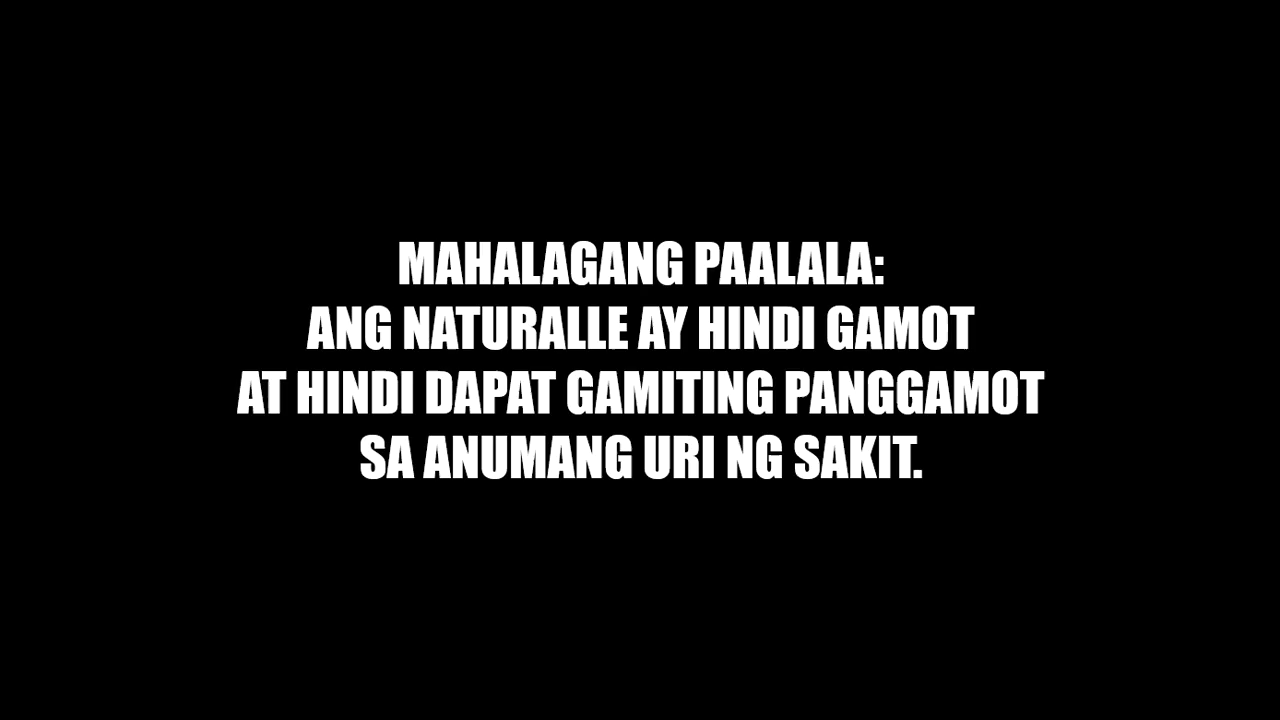 MAHALAGANG PAALALA:
ANG NATURALLE AY HINDI GAMOT
AT HINDI DAPAT GAMITING PANGGAMOT
SA ANUMANG URI NG SAKIT.